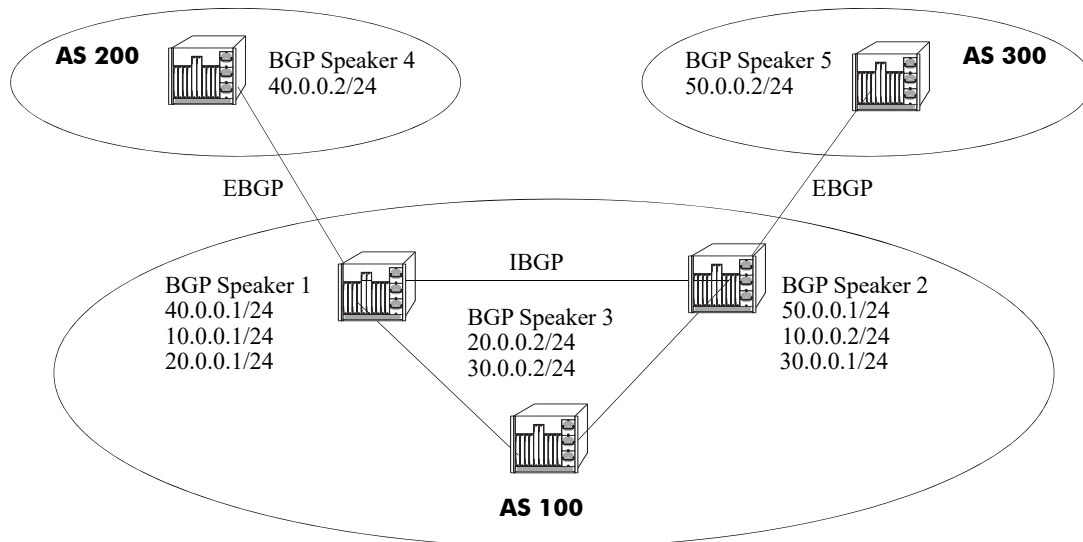 AS 200
BGP Speaker 4
40.0.0.2/24
BGP Speaker 5
50.0.0.2/24
AS 300
EBGP
EBGP
IBGP
BGP Speaker 1
40.0.0.1/24
10.0.0.1/24
20.0.0.1/24
BGP Speaker 3
20.0.0.2/24
30.0.0.2/24
BGP Speaker 2
50.0.0.1/24
10.0.0.2/24
30.0.0.1/24
AS 100